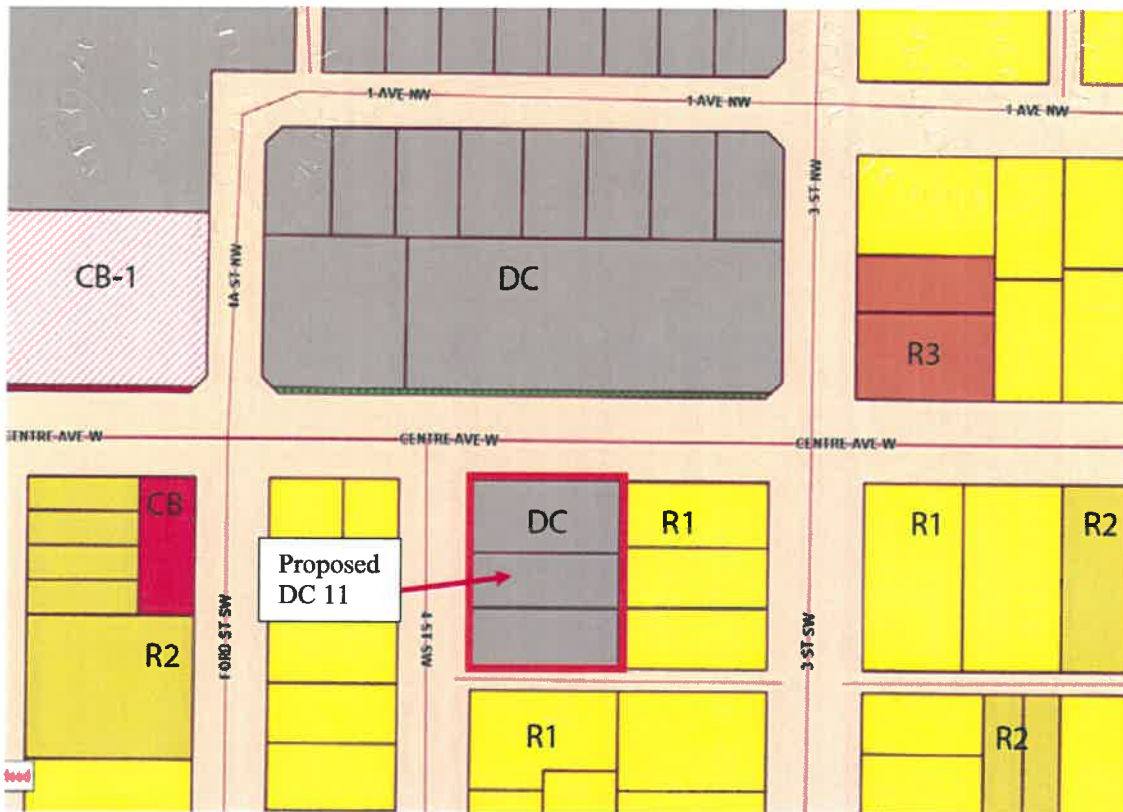 1 AVE NW
1 AVE NW
1 AVE NW
3 ST NW
4A ST NW
CB-1
DC
R3
CENTRE AVE W
CENTRE AVE W
CENTRE AVE W
CB
DC
R1
R1
R2
Proposed
DC 11
FORD ST SW
4 ST SW
3 ST SW
R2
R1
R2